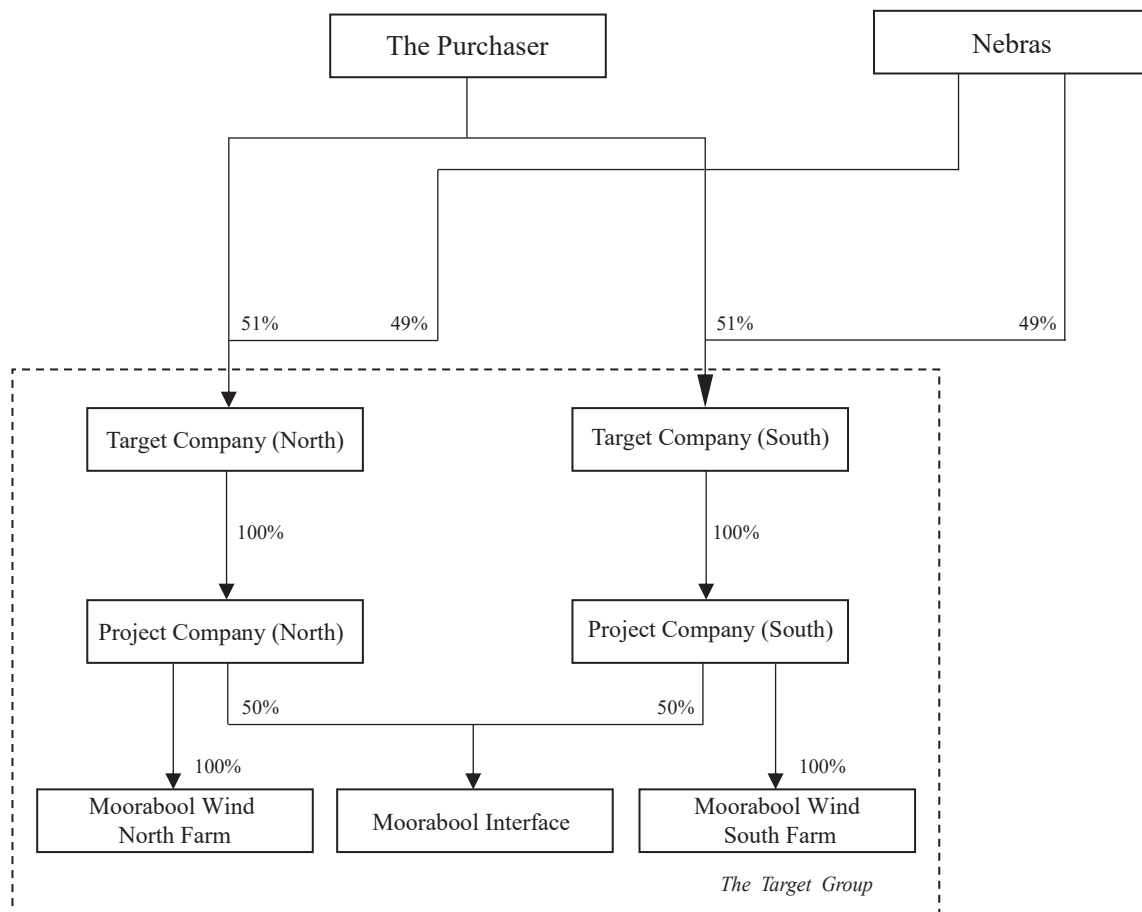 The Purchaser
Nebras
51%
49%
51%
49%
Target Company (North)
Target Company (South)
100%
100%
Project Company (North)
Project Company (South)
50%
50%
100%
100%
Moorabool Wind
North Farm
Moorabool Interface
Moorabool Wind
South Farm
The Target Group